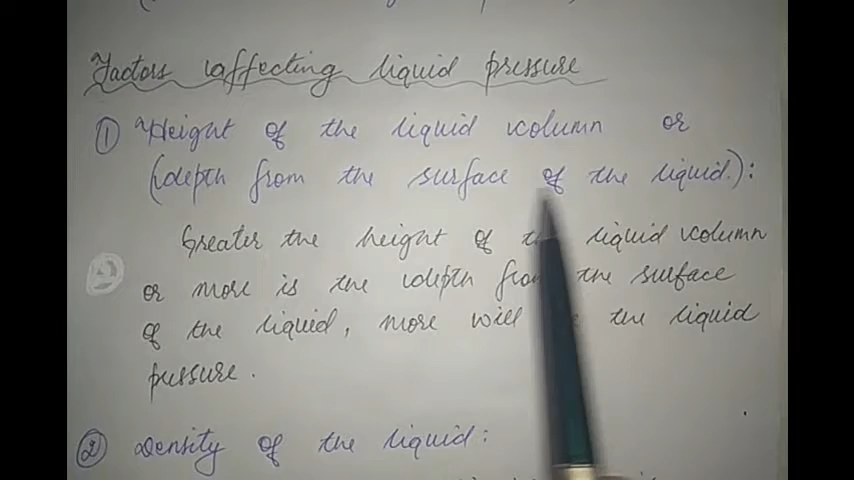 Factors affecting liquid pressure
① Height of the liquid column or
(depth from the surface of the liquid.):
Greater the height of the liquid column
or more is the depth from the surface
of the liquid, more will the liquid
pussure.
② Density of the liquid: